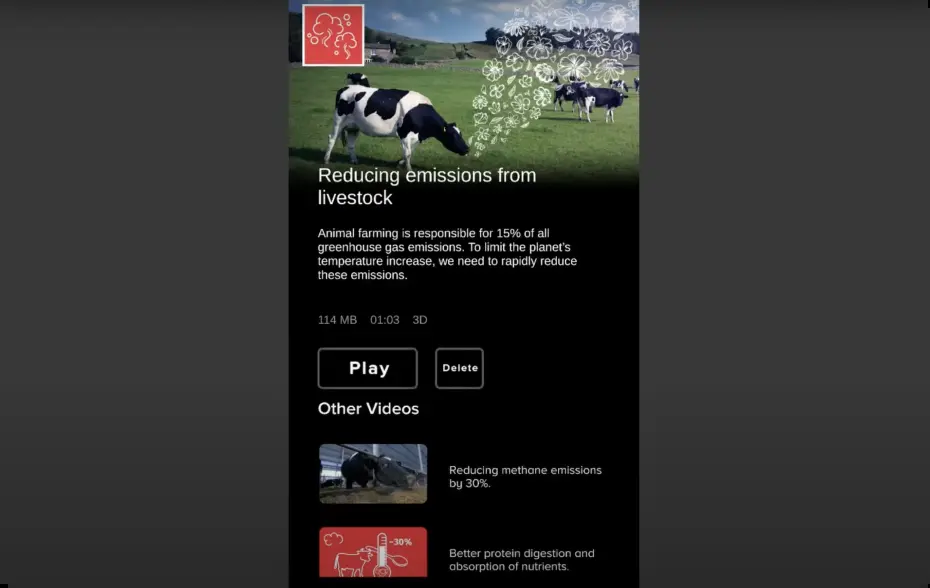 Reducing emissions from
livestock
Animal farming is responsible for 15% of all
greenhouse gas emissions. To limit the planet's
temperature increase, we need to rapidly reduce
these emissions.
114 MB 01:03 3D
Play Delete
Other Videos
Reducing methane emissions
by 30%.
-30%
Better protein digestion and
absorption of nutrients.